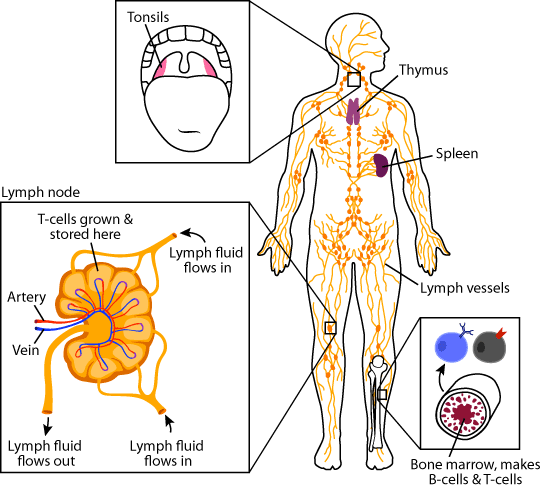 Tonsils
Thymus
Spleen
Lymph node
T-cells grown &
stored here
Lymph fluid
flows in
Artery
Vein
Lymph vessels
Lymph fluid
flows out
Lymph fluid
flows in
Bone marrow, makes
B-cells & T-cells